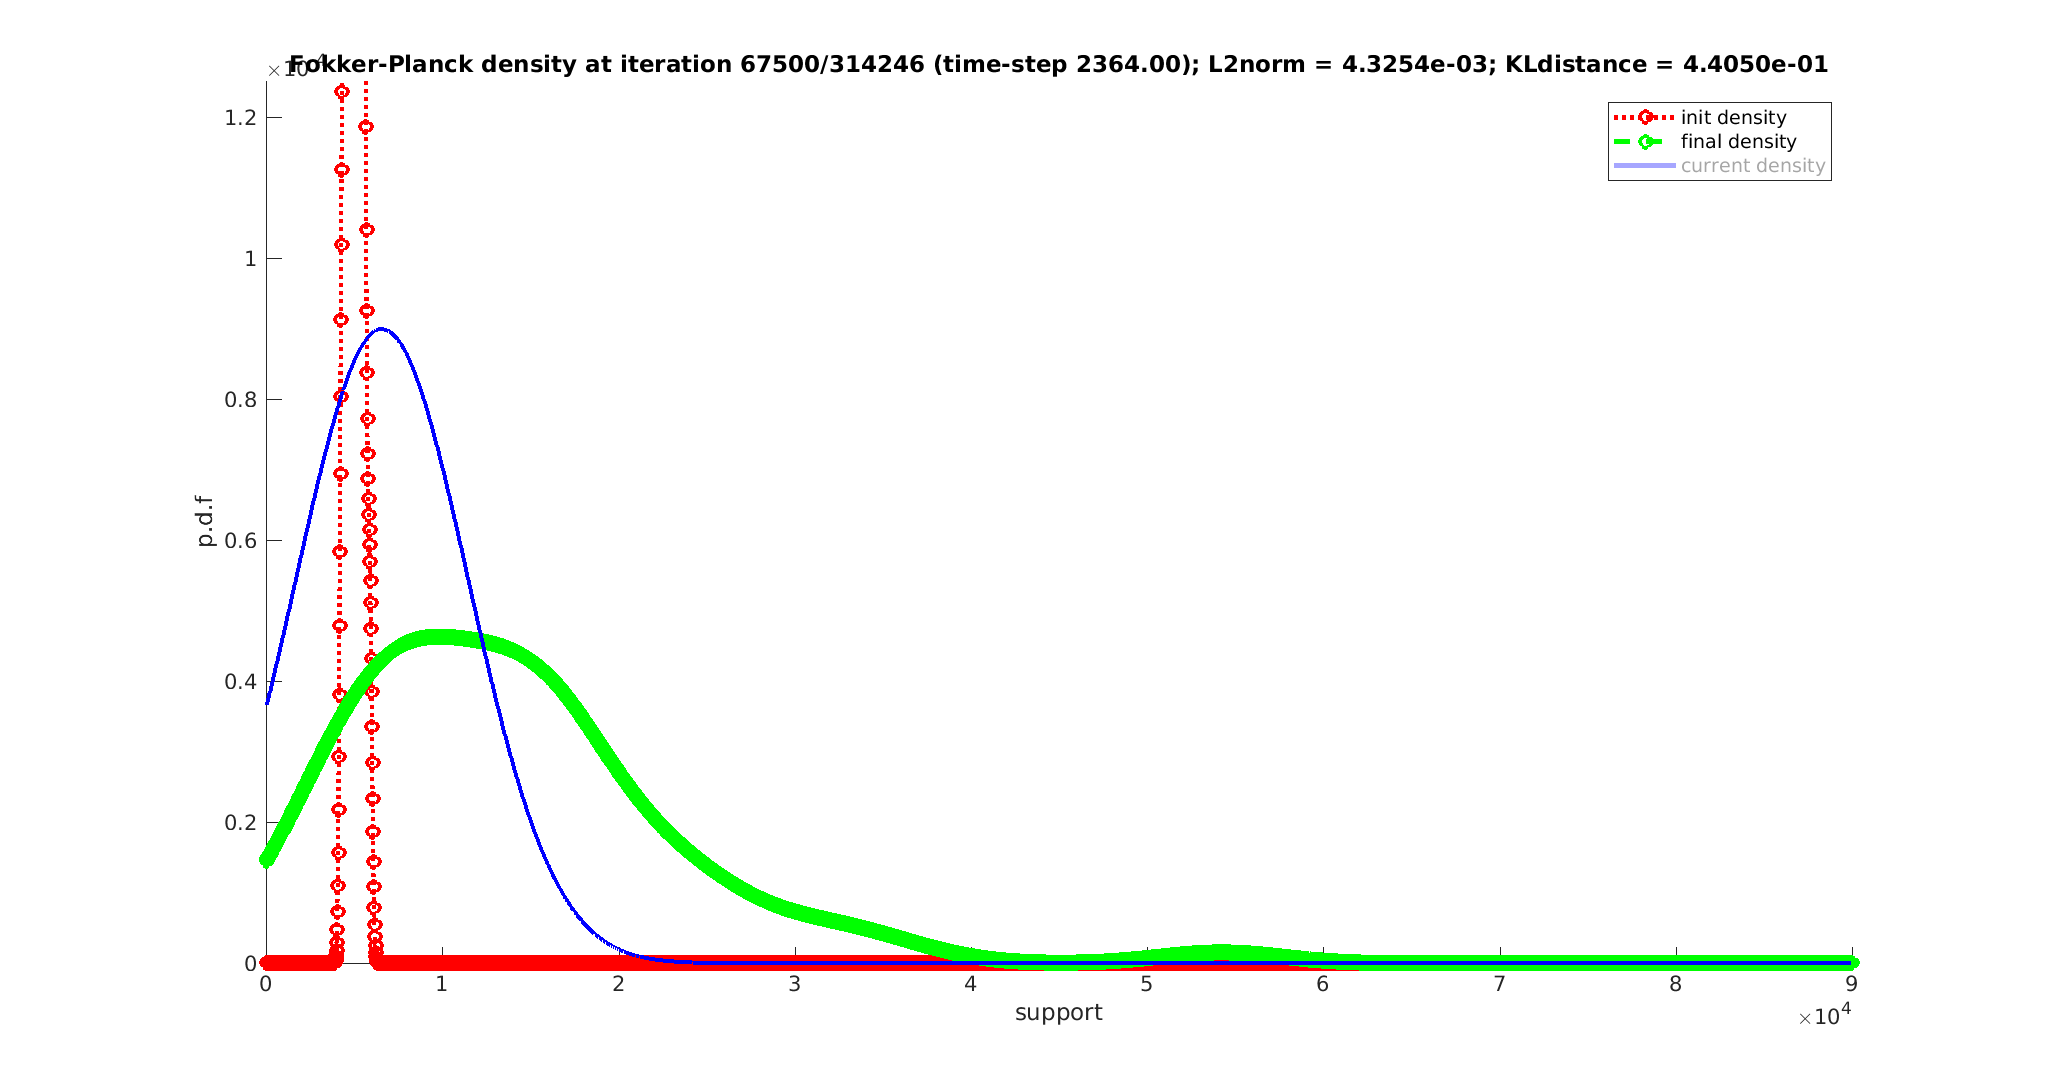 Fokker-Planck density at iteration 67500/314246 (time-step 2364.00); L2norm = 4.3254e-03; KLdistance = 4.4050e-01
×10
init density
final density
current density
1.2
1
0.8
0.6
0.4
0.2
0
p.d.f
0 1 2 3 4 5 6 7 8 9
support
×10⁴